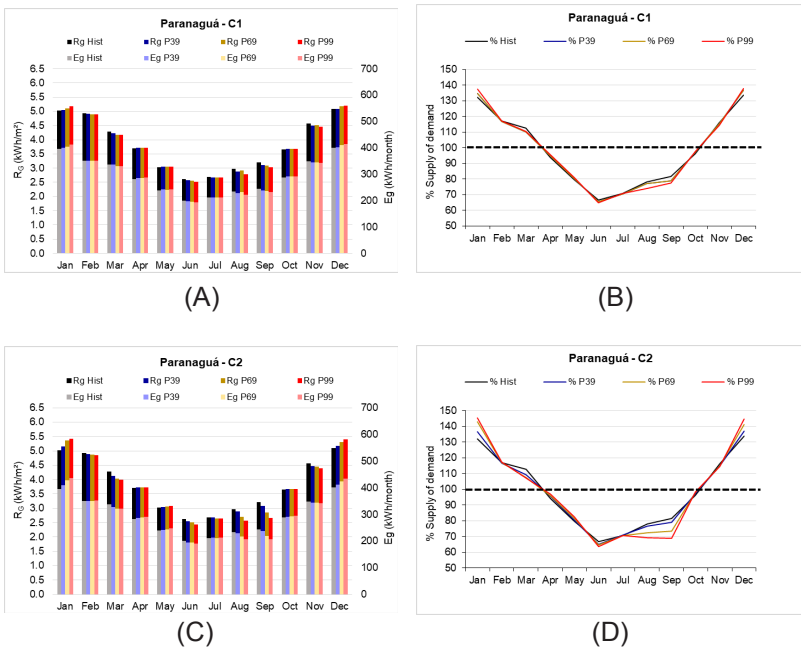 Paranaguá - C1
Rg Hist Rg P39 Rg P69 Rg P99
Eg Hist Eg P39 Eg P69 Eg P99
6.5 700
6.0
5.5 600
5.0
4.5 500
4.0
3.5 400
3.0 300
2.5
2.0 200
1.5
1.0 100
0.5
0.0 0
R_G (kWh/m²)
Eg (kWh/month)
Jan Feb Mar Apr May Jun Jul Aug Sep Oct Nov Dec
(A)
Paranaguá - C1
% Hist % P39 % P69 % P99
150
140
130
120
110
100
90
80
70
60
50
% Supply of demand
Jan Feb Mar Apr May Jun Jul Aug Sep Oct Nov Dec
(B)
Paranaguá - C2
Rg Hist Rg P39 Rg P69 Rg P99
Eg Hist Eg P39 Eg P69 Eg P99
6.5 700
6.0
5.5 600
5.0
4.5 500
4.0
3.5 400
3.0 300
2.5
2.0 200
1.5
1.0 100
0.5
0.0 0
R_G (kWh/m²)
Eg (kWh/month)
Jan Feb Mar Apr May Jun Jul Aug Sep Oct Nov Dec
(C)
Paranaguá - C2
% Hist % P39 % P69 % P99
150
140
130
120
110
100
90
80
70
60
50
% Supply of demand
Jan Feb Mar Apr May Jun Jul Aug Sep Oct Nov Dec
(D)